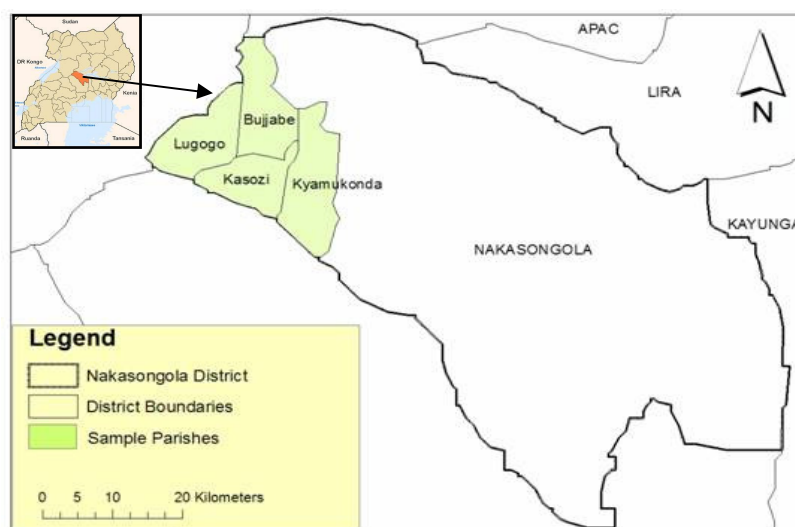 Sudan
DR Kongo
Kenia
Ruanda
Tansania
APAC
LIRA
N
Bujjabe
Lugogo
Kasozi
Kyamukonda
KAYUNGA
NAKASONGOLA
Legend
Nakasongola District
District Boundaries
Sample Parishes
0 5 10 20 Kilometers